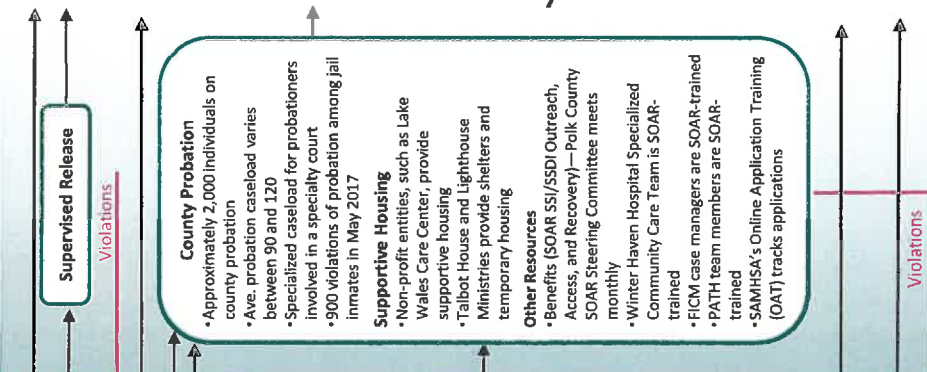 Supervised Release
Violations
County Probation
•Approximately 2,000 individuals on
county probation
•Ave. probation caseload varies
between 90 and 120
•Specialized caseload for probationers
involved in a specialty court
•900 violations of probation among jail
inmates in May 2017
Supportive Housing
•Non-profit entities, such as Lake
Wales Care Center, provide
supportive housing
•Talbot House and Lighthouse
Ministries provide shelters and
temporary housing
Other Resources
•Benefits (SOAR SSI/SSDI Outreach,
Access, and Recovery)—Polk County
SOAR Steering Committee meets
monthly
•Winter Haven Hospital Specialized
Community Care Team is SOAR-
trained
•FICM case managers are SOAR-trained
•PATH team members are SOAR-
trained
•SAMHSA's Online Application Training
(OAT) tracks applications
Violations